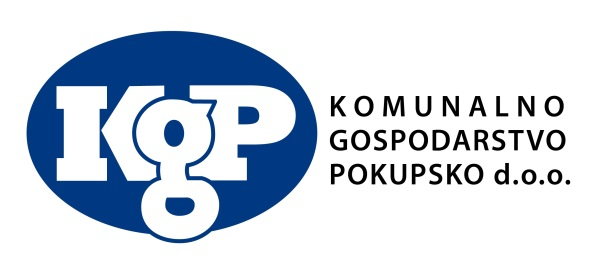 KgP
KOMUNALNO
GOSPODARSTVO
POKUPSKO d.o.o.